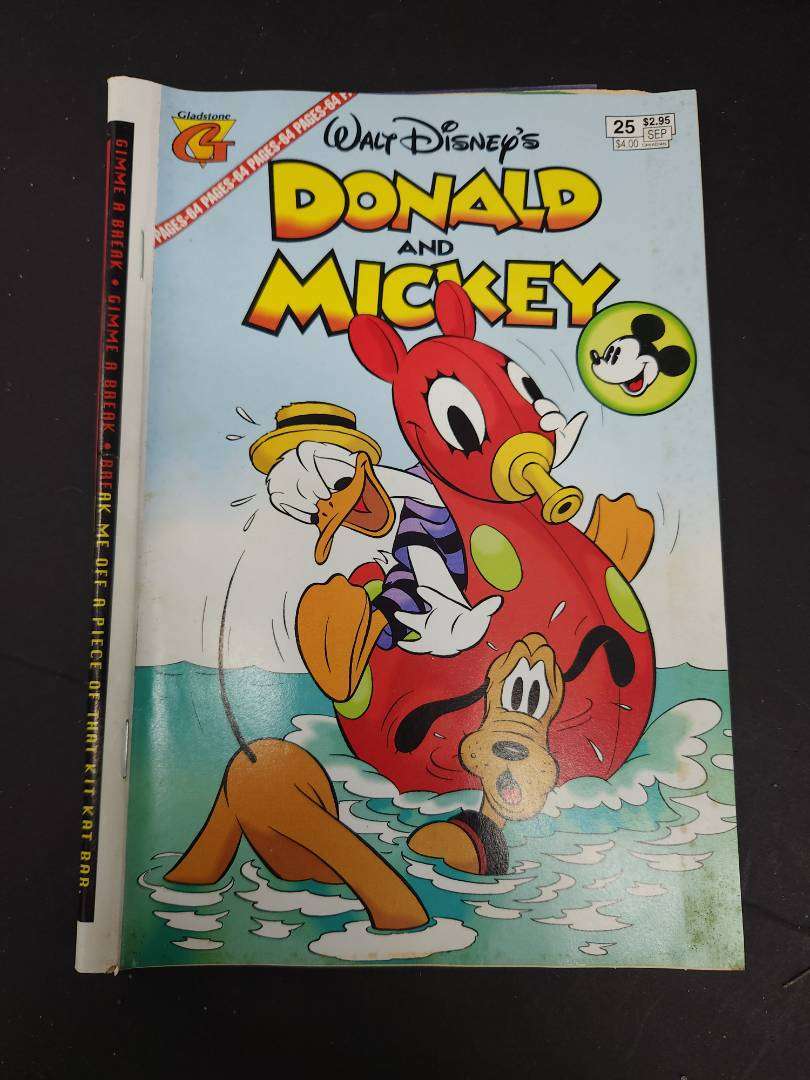 Gladstone
PAGES-64 PAGES-64 PAGES-64 PAGES-64 P
WALT DISNEY'S
DONALD
AND
MICKEY
25 $2.95
SEP
$4.00 CANADIAN
GIMME A BREAK • GIMME A BREAK • BREAK ME OFF A PIECE OF THAT KIT KAT BAR.